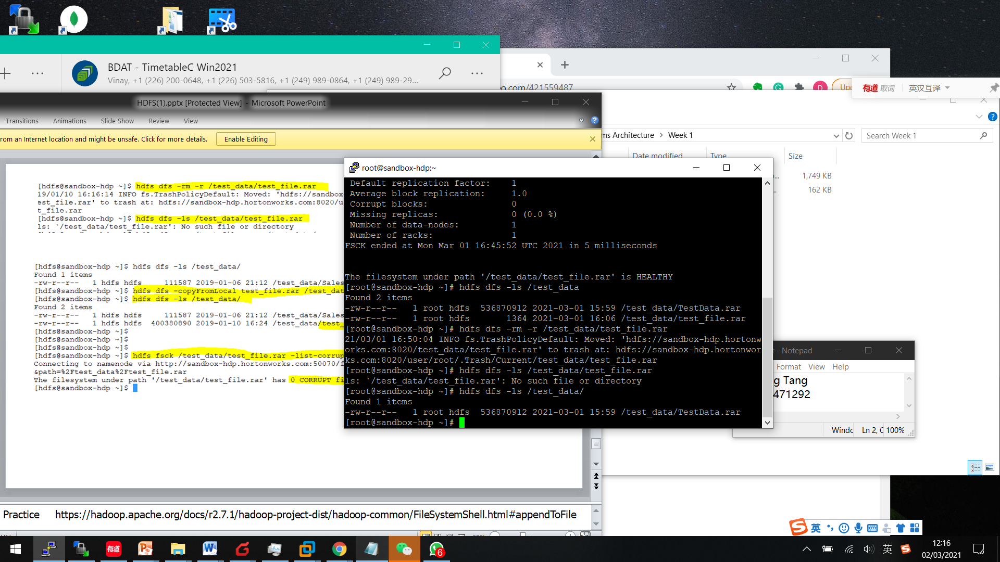 BDAT - TimetableC Win2021
Vinay, +1 (226) 200-0648, +1 (226) 503-5816, +1 (249) 989-0864, +1 (249) 989-29...
eo.com/421559487
有道 取词
英汉互译
HDFS(1).pptx [Protected View] - Microsoft PowerPoint
Transitions Animations Slide Show Review View
rom an Internet location and might be unsafe. Click for more details. Enable Editing
ms Architecture > Week 1
Search Week 1
Date modified Type Size
1,749 KB
162 KB
[hdfs@sandbox-hdp ~]$ hdfs dfs -rm -r /test_data/test_file.rar
19/01/10 16:16:14 INFO fs.TrashPolicyDefault: Moved: 'hdfs://sandbox
est_file.rar' to trash at: hdfs://sandbox-hdp.hortonworks.com:8020/u
t_file.rar
[hdfs@sandbox-hdp ~]$ hdfs dfs -ls /test_data/test_file.rar
ls: `/test_data/test_file.rar': No such file or directory
[hdfs@sandbox-hdp ~]$ hdfs dfs -ls /test_data/
Found 1 items
-rw-r--r-- 1 hdfs hdfs 111587 2019-01-06 21:12 /test_data/Sales
[hdfs@sandbox-hdp ~]$ hdfs dfs -copyFromLocal test_file.rar /test_dat
[hdfs@sandbox-hdp ~]$ hdfs dfs -ls /test_data/
Found 2 items
-rw-r--r-- 1 hdfs hdfs 111587 2019-01-06 21:12 /test_data/Sales
-rw-r--r-- 1 hdfs hdfs 400380890 2019-01-10 16:24 /test_data/test_
[hdfs@sandbox-hdp ~]$
[hdfs@sandbox-hdp ~]$
[hdfs@sandbox-hdp ~]$
[hdfs@sandbox-hdp ~]$ hdfs fsck /test_data/test_file.rar -list-corrup
Connecting to namenode via http://sandbox-hdp.hortonworks.com:50070/f
&path=%2Ftest_data%2Ftest_file.rar
The filesystem under path '/test_data/test_file.rar' has 0 CORRUPT fi
[hdfs@sandbox-hdp ~]$
root@sandbox-hdp:~
Default replication factor: 1
Average block replication: 1.0
Corrupt blocks: 0
Missing replicas: 0 (0.0 %)
Number of data-nodes: 1
Number of racks: 1
FSCK ended at Mon Mar 01 16:45:52 UTC 2021 in 5 milliseconds
The filesystem under path '/test_data/test_file.rar' is HEALTHY
[root@sandbox-hdp ~]# hdfs dfs -ls /test_data
Found 2 items
-rw-r--r-- 1 root hdfs 536870912 2021-03-01 15:59 /test_data/TestData.rar
-rw-r--r-- 1 root hdfs 1364 2021-03-01 16:06 /test_data/test_file.rar
[root@sandbox-hdp ~]# hdfs dfs -rm -r /test_data/test_file.rar
21/03/01 16:50:04 INFO fs.TrashPolicyDefault: Moved: 'hdfs://sandbox-hdp.hortonw
orks.com:8020/test_data/test_file.rar' to trash at: hdfs://sandbox-hdp.hortonwor
ks.com:8020/user/root/.Trash/Current/test_data/test_file.rar
[root@sandbox-hdp ~]# hdfs dfs -ls /test_data/test_file.rar
ls: `/test_data/test_file.rar': No such file or directory
[root@sandbox-hdp ~]# hdfs dfs -ls /test_data/
Found 1 items
-rw-r--r-- 1 root hdfs 536870912 2021-03-01 15:59 /test_data/TestData.rar
[root@sandbox-hdp ~]#
t - Notepad
Format View Help
g Tang
471292
Ln 2, C 100%
Practice https://hadoop.apache.org/docs/r2.7.1/hadoop-project-dist/hadoop-common/FileSystemShell.html#appendToFile
英
有道
6
英
12:16
02/03/2021